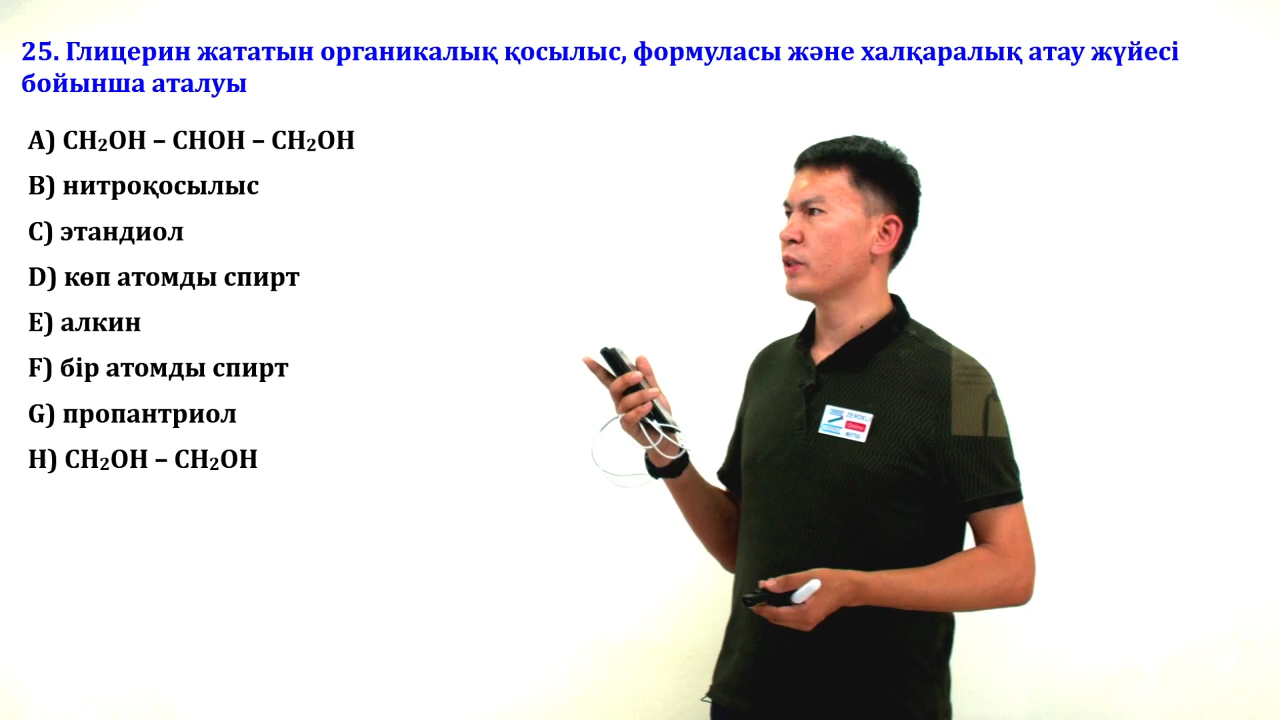 25. Глицерин жататын органикалық қосылыс, формуласы және халқаралық атау жүйесі
бойынша аталуы
A) CH₂OH – CHOH – CH₂OH
B) нитроқосылыс
C) этандиол
D) көп атомды спирт
E) алкин
F) бір атомды спирт
G) пропантриол
H) CH₂OH – CH₂OH